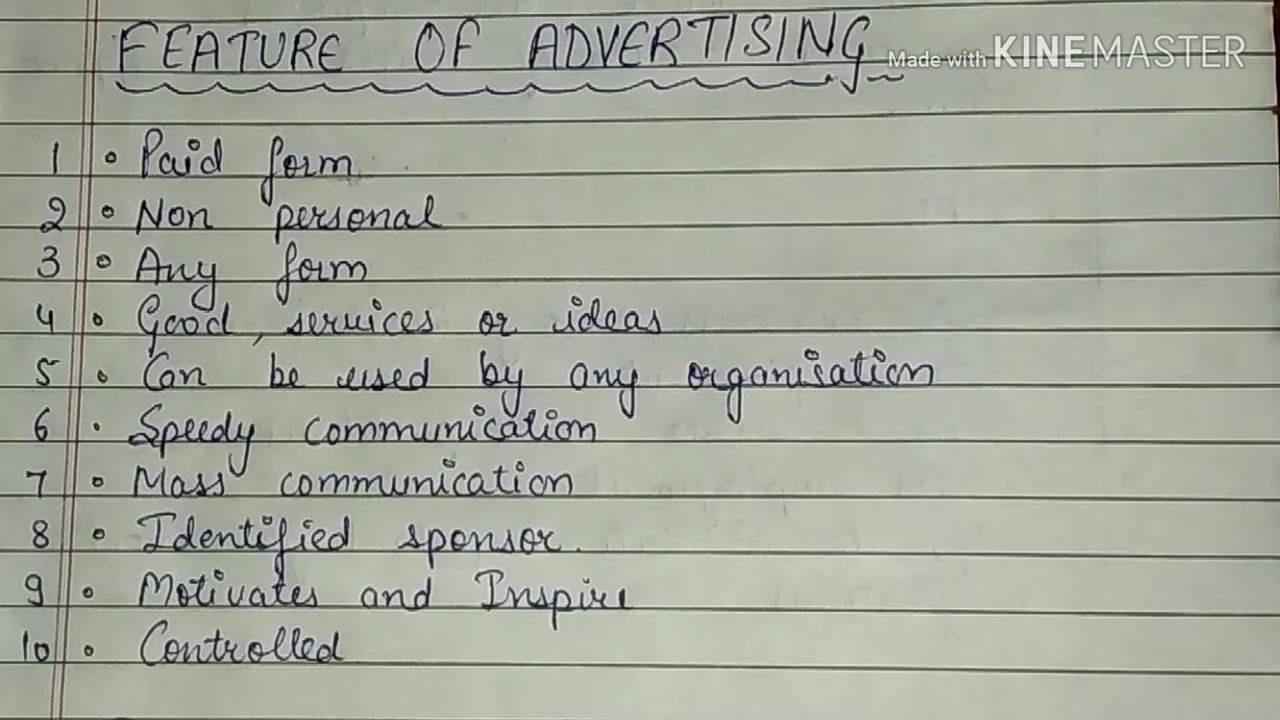 FEATURE OF ADVERTISING
Made with KINEMASTER
1 • Paid form
2 • Non personal
3 • Any form
4 • Good, services or ideas
5 • Can be used by any organisation
6 • Speedy communication
7 • Mass communication
8 • Identified sponsor.
9 • Motivates and Inspire
10 • Controlled